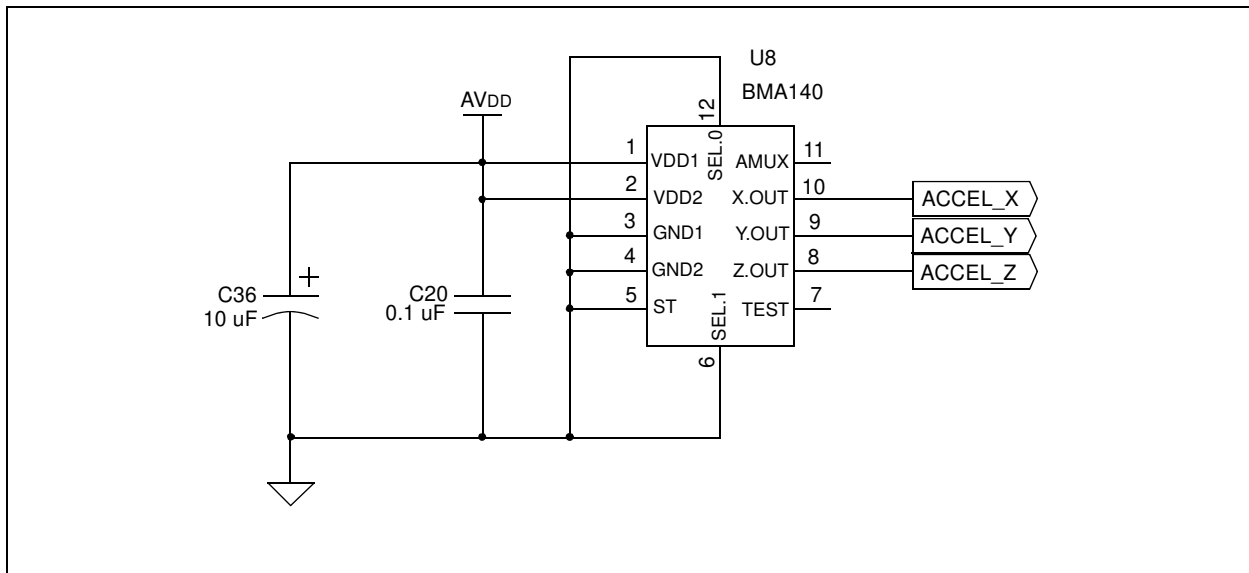 U8
BMA140
AVDD
12
SEL.0
1
VDD1
AMUX
11
2
VDD2
X.OUT
10
ACCEL_X
3
GND1
Y.OUT
9
ACCEL_Y
4
GND2
Z.OUT
8
ACCEL_Z
5
ST
TEST
7
SEL.1
6
+
C36
10 uF
C20
0.1 uF